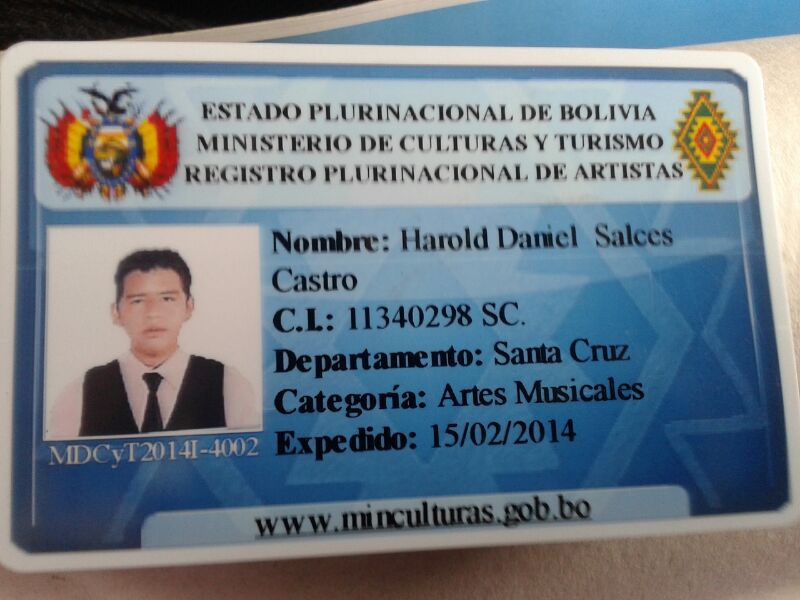 ESTADO PLURINACIONAL DE BOLIVIA
MINISTERIO DE CULTURAS Y TURISMO
REGISTRO PLURINACIONAL DE ARTISTAS
Nombre: Harold Daniel Salces
Castro
C.I.: 11340298 SC.
Departamento: Santa Cruz
Categoría: Artes Musicales
Expedido: 15/02/2014
MDCyT2014I-4002
www.minculturas.gob.bo